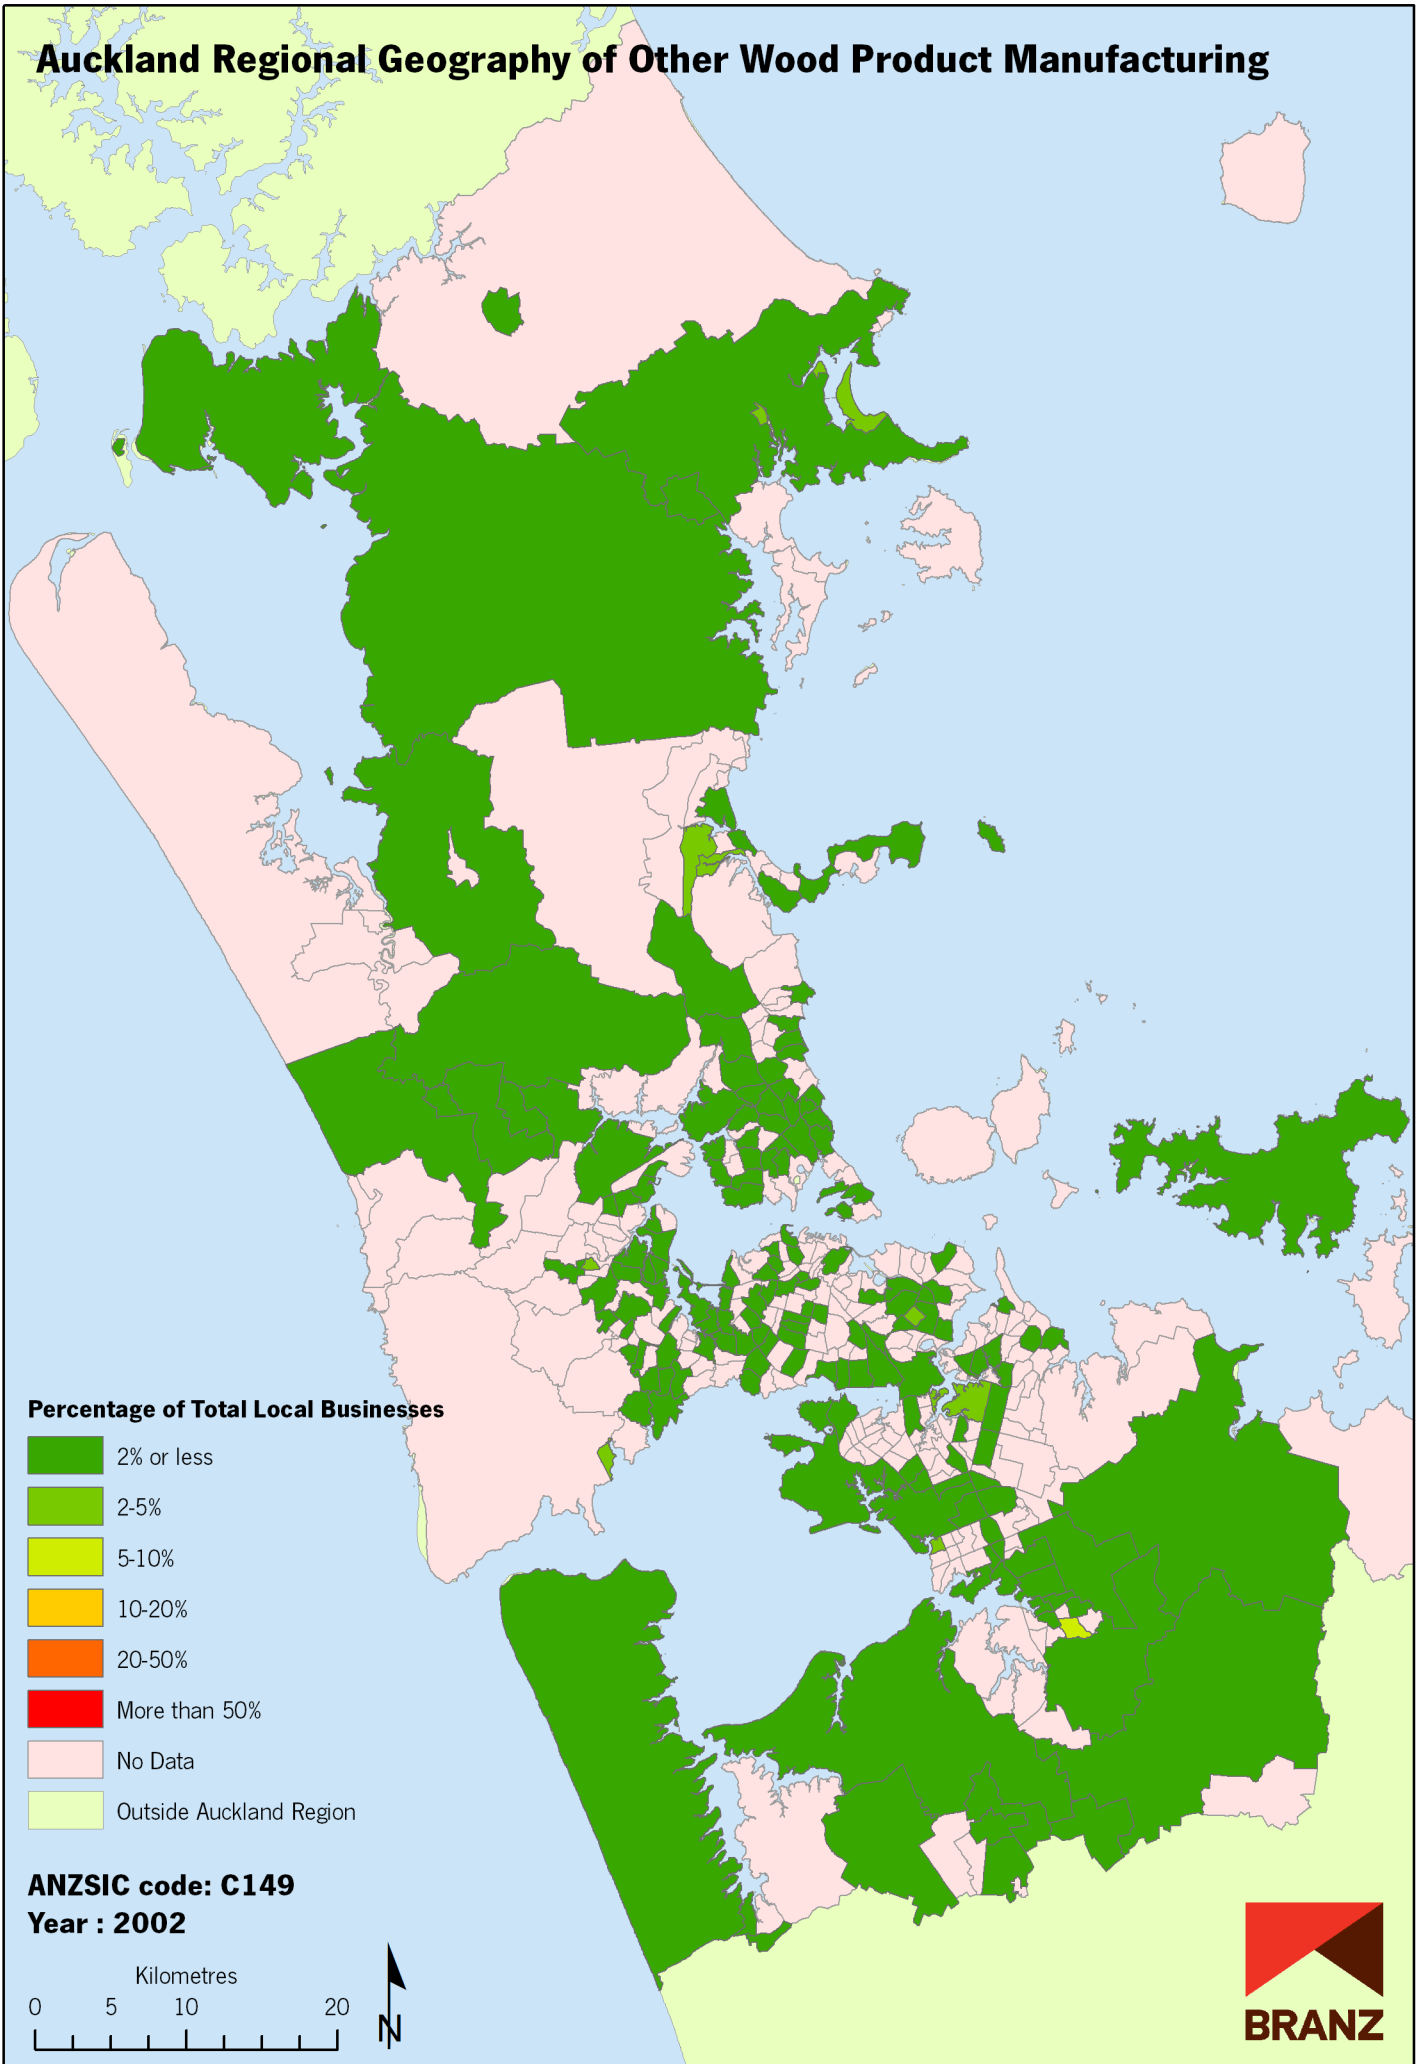 Auckland Regional Geography of Other Wood Product Manufacturing
Percentage of Total Local Businesses
2% or less
2-5%
5-10%
10-20%
20-50%
More than 50%
No Data
Outside Auckland Region
ANZSIC code: C149
Year : 2002
Kilometres
0 5 10 20
N
BRANZ